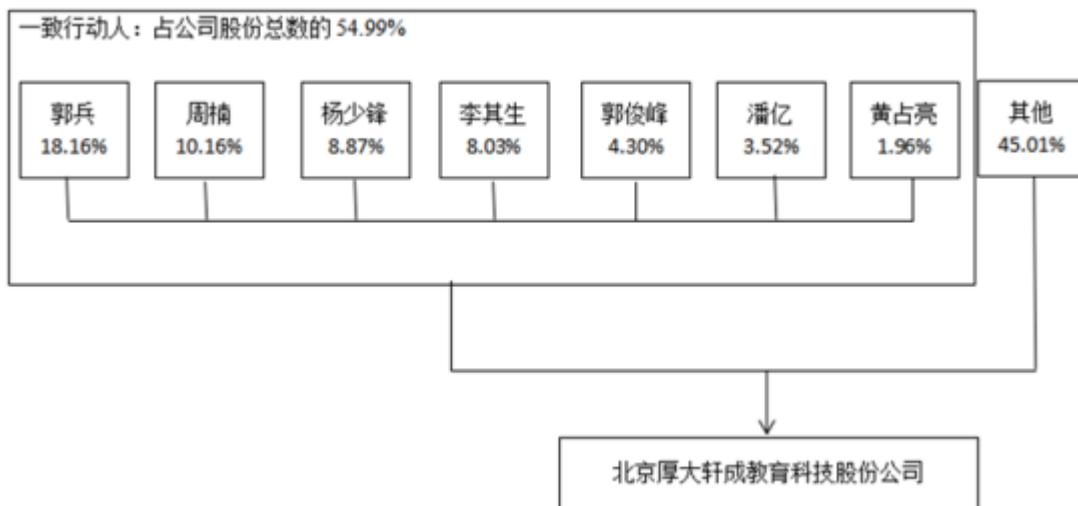 一致行动人：占公司股份总数的 54.99%
郭兵
18.16%
周楠
10.16%
杨少锋
8.87%
李其生
8.03%
郭俊峰
4.30%
潘亿
3.52%
黄占亮
1.96%
其他
45.01%
北京厚大轩成教育科技股份公司